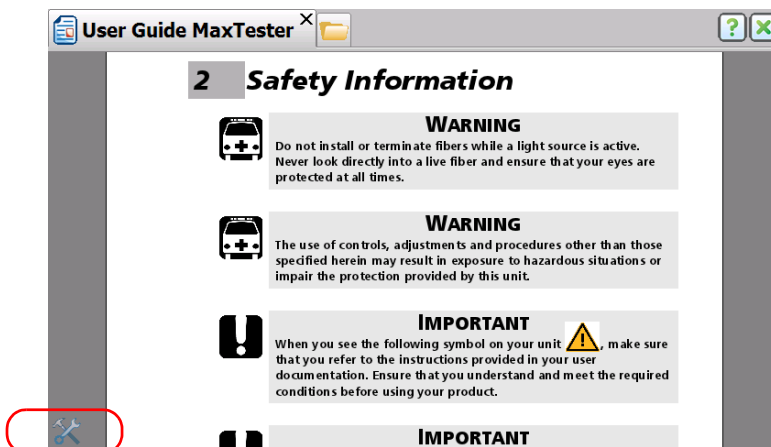 User Guide MaxTester X
?
X
2 Safety Information
WARNING
Do not install or terminate fibers while a light source is active.
Never look directly into a live fiber and ensure that your eyes are
protected at all times.
WARNING
The use of controls, adjustments and procedures other than those
specified herein may result in exposure to hazardous situations or
impair the protection provided by this unit.
IMPORTANT
When you see the following symbol on your unit , make sure
that you refer to the instructions provided in your user
documentation. Ensure that you understand and meet the required
conditions before using your product.
IMPORTANT